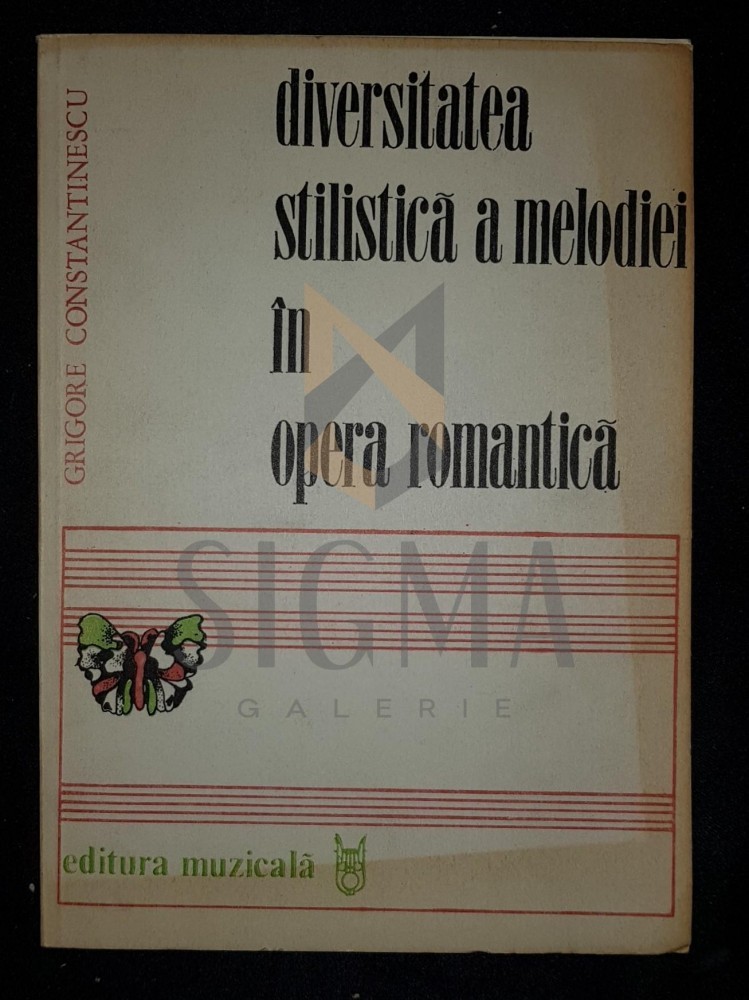 GRIGORE CONSTANTINESCU
diversitatea
stilistică a melodiei
în
opera romantică
SIGMA
GALERIE
editura muzicală